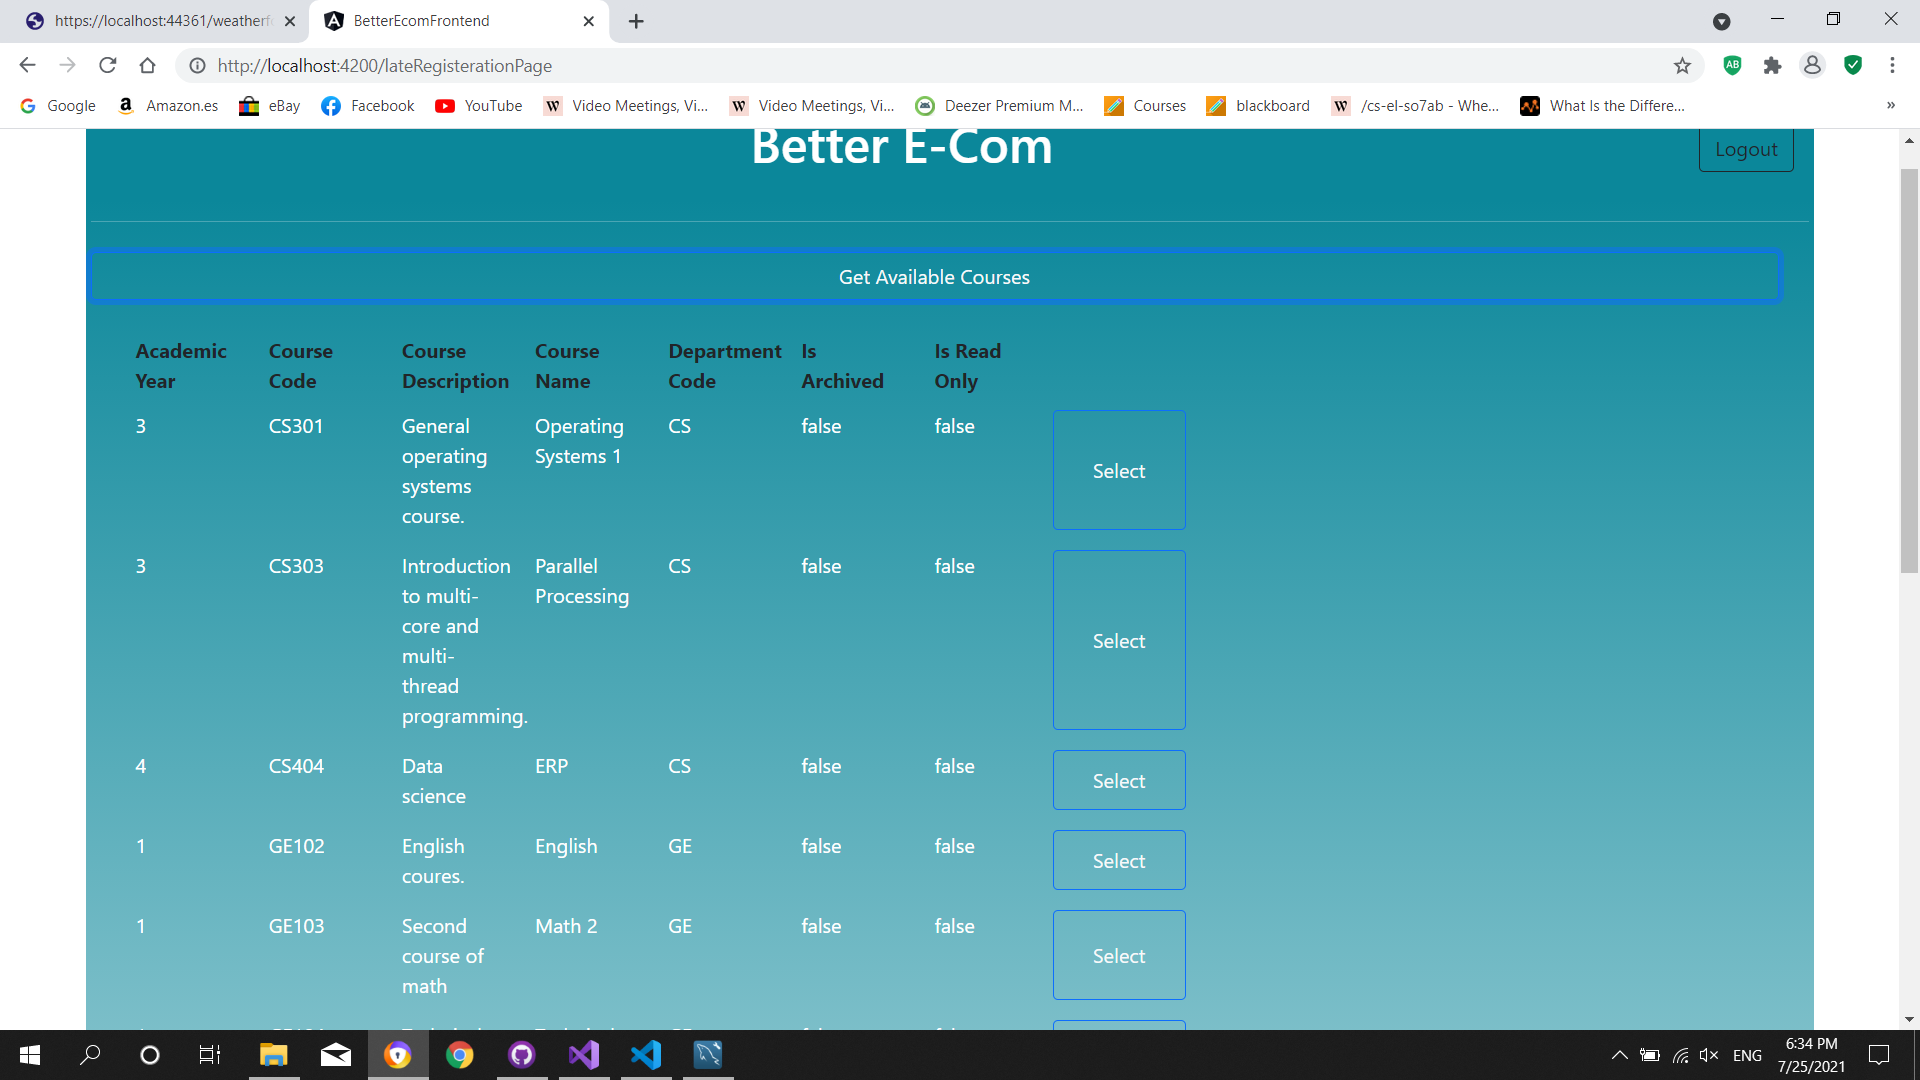 https://localhost:44361/weatherf
BetterEcomFrontend
http://localhost:4200/lateRegisterationPage
AB
Google
Amazon.es
eBay
Facebook
YouTube
Video Meetings, Vi...
Video Meetings, Vi...
Deezer Premium M...
Courses
blackboard
/cs-el-so7ab - Whe...
What Is the Differe...
»
Better E-Com
Logout
Get Available Courses
Academic Year
Course Code
Course Description
Course Name
Department Code
Is Archived
Is Read Only
3
CS301
General operating systems course.
Operating Systems 1
CS
false
false
Select
3
CS303
Introduction to multi-core and multi-thread programming.
Parallel Processing
CS
false
false
Select
4
CS404
Data science
ERP
CS
false
false
Select
1
GE102
English coures.
English
GE
false
false
Select
1
GE103
Second course of math
Math 2
GE
false
false
Select
ENG
6:34 PM
7/25/2021